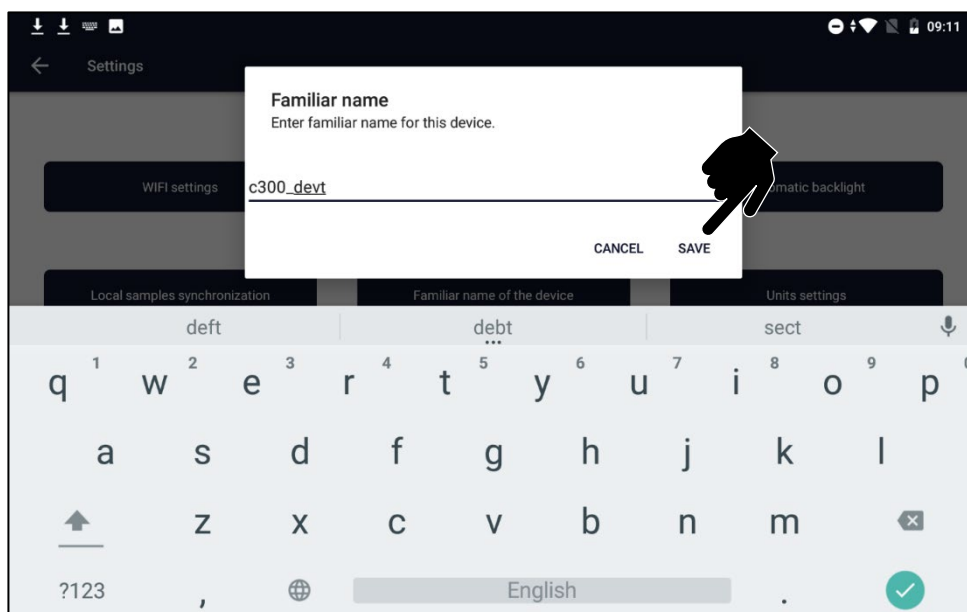 09:11
Settings
Familiar name
Enter familiar name for this device.
WIFI settings
c300_devt
omatic backlight
CANCEL SAVE
Local samples synchronization
Familiar name of the device
Units settings
deft debt sect
1 2 3 4 5 6 7 8 9 0
q w e r t y u i o p
a s d f g h j k l
z x c v b n m
?123 , English .